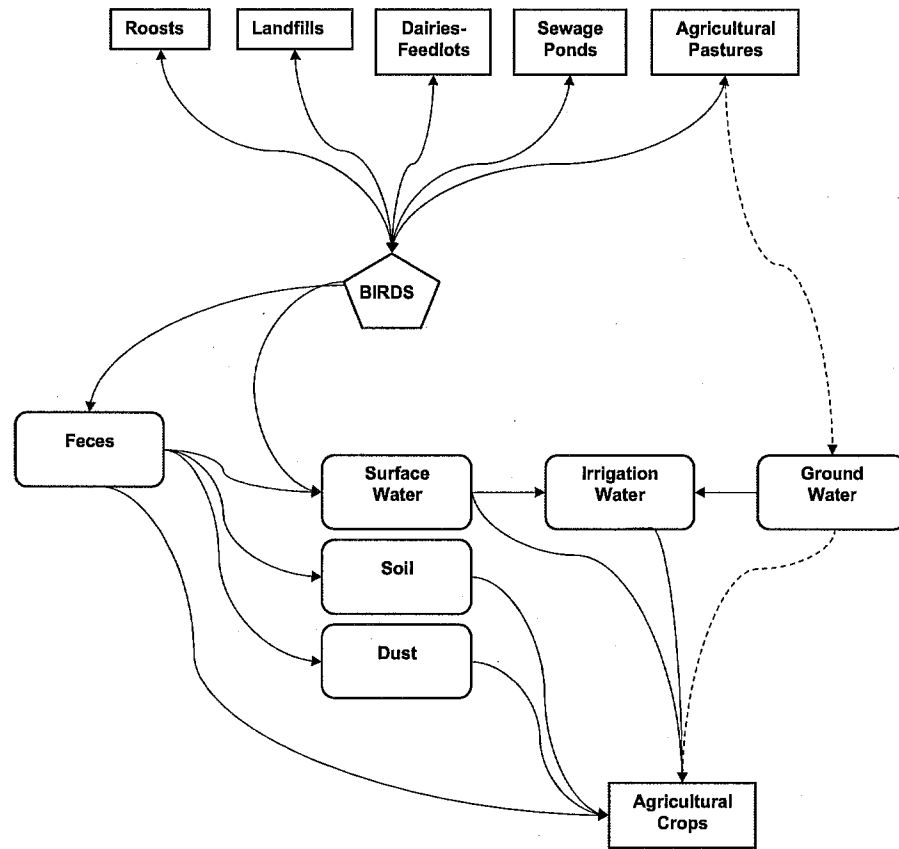 Roosts
Landfills
Dairies-
Feedlots
Sewage
Ponds
Agricultural
Pastures
BIRDS
Feces
Surface
Water
Irrigation
Water
Ground
Water
Soil
Dust
Agricultural
Crops